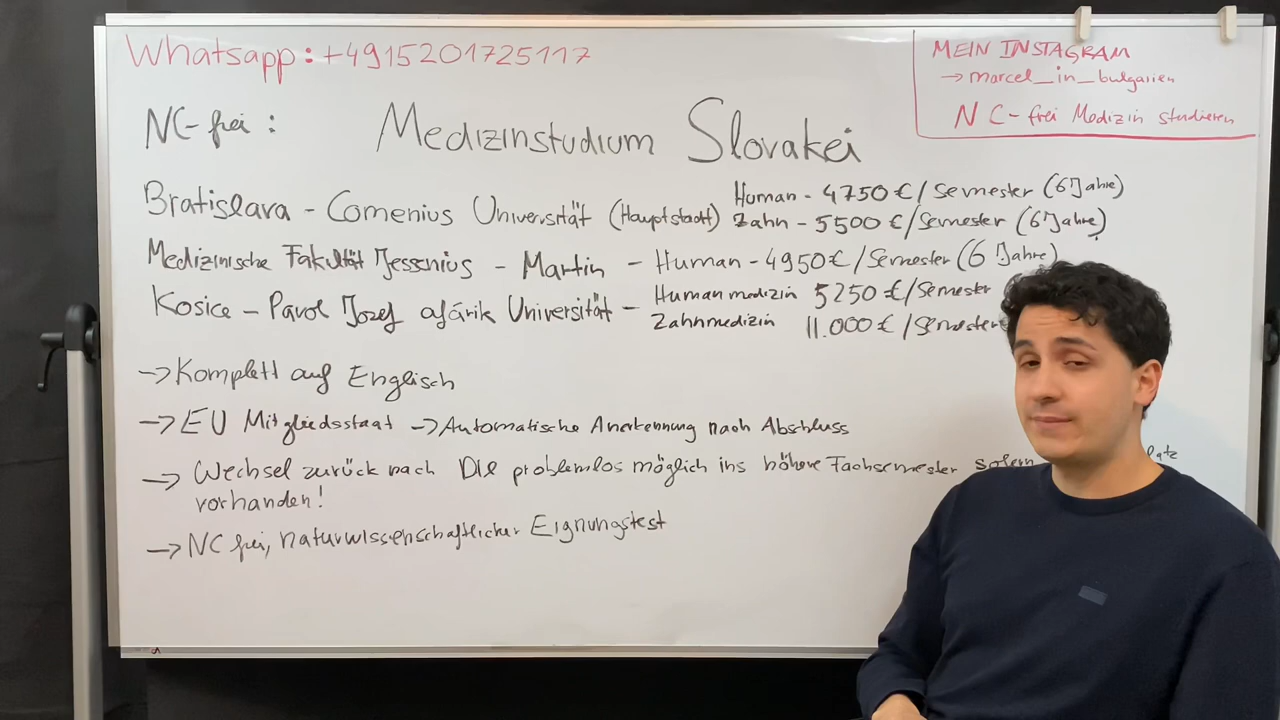 Whatsapp: +4915201725117
MEIN INSTAGRAM
→ marcel_in_bulgarien
NC-frei Medizin studieren
NC-frei: Medizinstudium Slovakei
Bratislava - Comenius Universität (Hauptstadt) Human - 4750 €/Semester (6 Jahre)
Zahn - 5500 €/Semester (6 Jahre)
Medizinische Fakultät Jessenius - Martin - Human - 4950 €/Semester (6 Jahre)
Kosice - Pavol Jozef afárik Universität - Humanmedizin 5250 €/Semester
Zahnmedizin 11.000 €/Semester
→ Komplett auf Englisch
→ EU Mitgliedsstaat → Automatische Anerkennung nach Abschluss
→ Wechsel zurück nach DE problemlos möglich ins höhere Fachsemester sofern
vorhanden!
→ NC frei, naturwissenschaftlicher Eignungstest